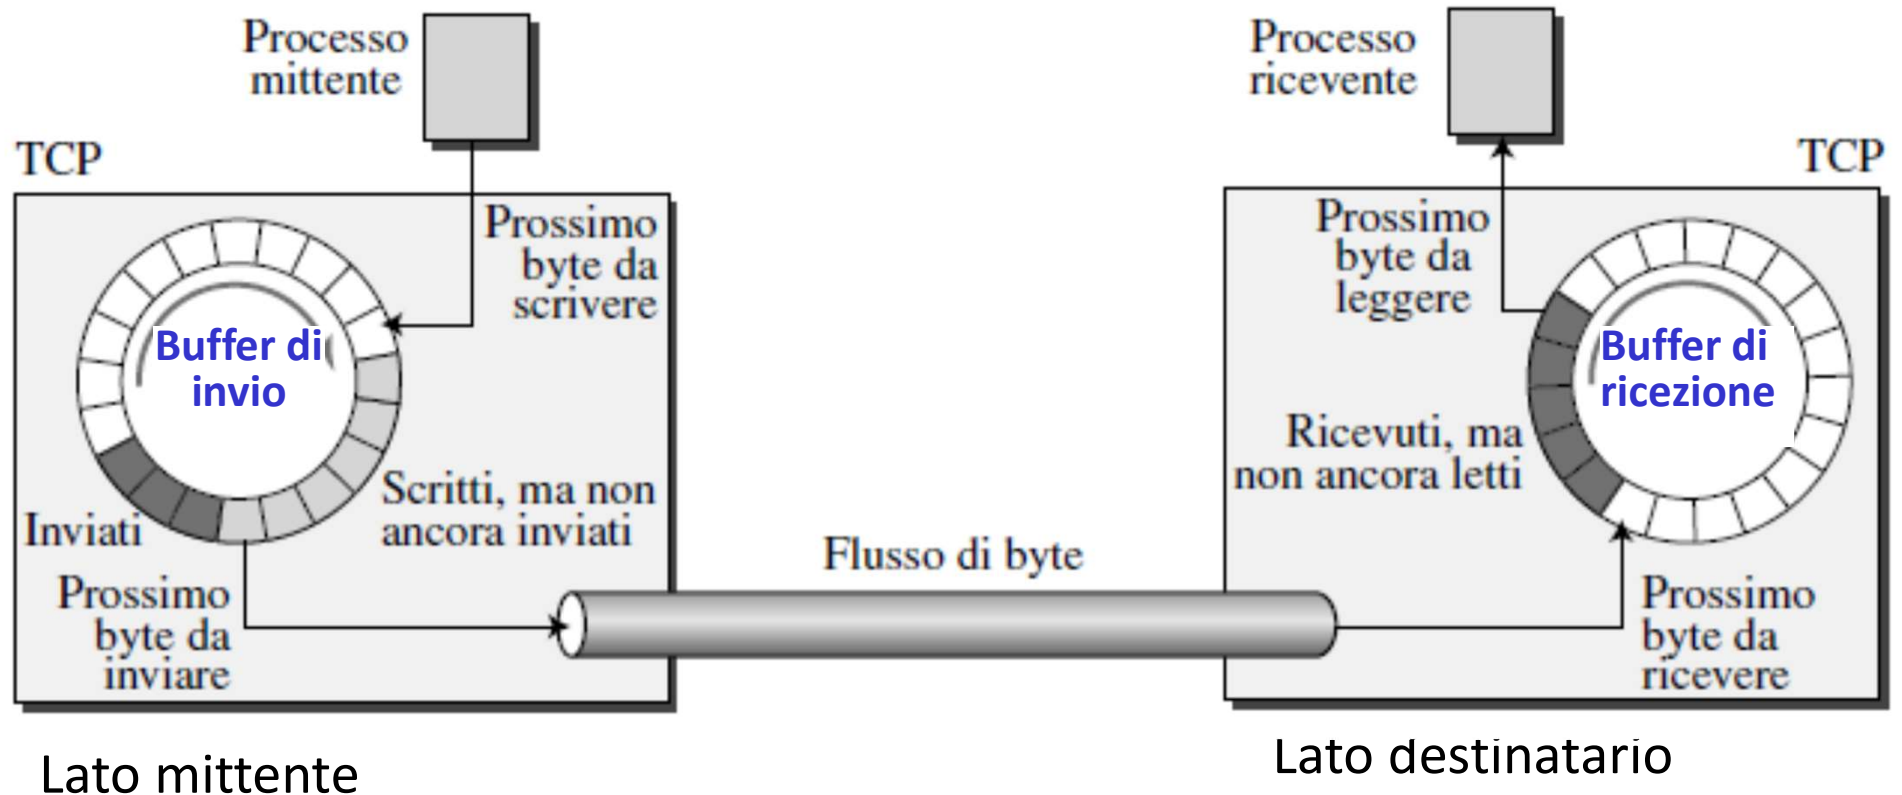 Processo
mittente
TCP
Prossimo
byte da
scrivere
Buffer di
invio
Scritti, ma non
ancora inviati
Inviati
Prossimo
byte da
inviare
Flusso di byte
Processo
ricevente
TCP
Prossimo
byte da
leggere
Buffer di
ricezione
Ricevuti, ma
non ancora letti
Prossimo
byte da
ricevere
Lato mittente
Lato destinatario